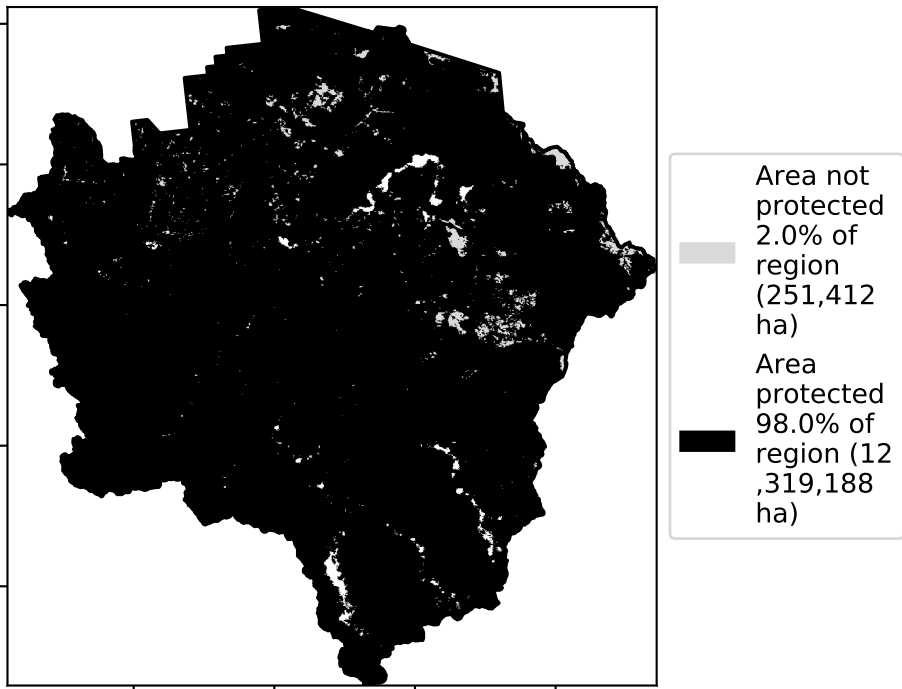 Area not
protected
2.0% of
region
(251,412
ha)
Area
protected
98.0% of
region (12
,319,188
ha)